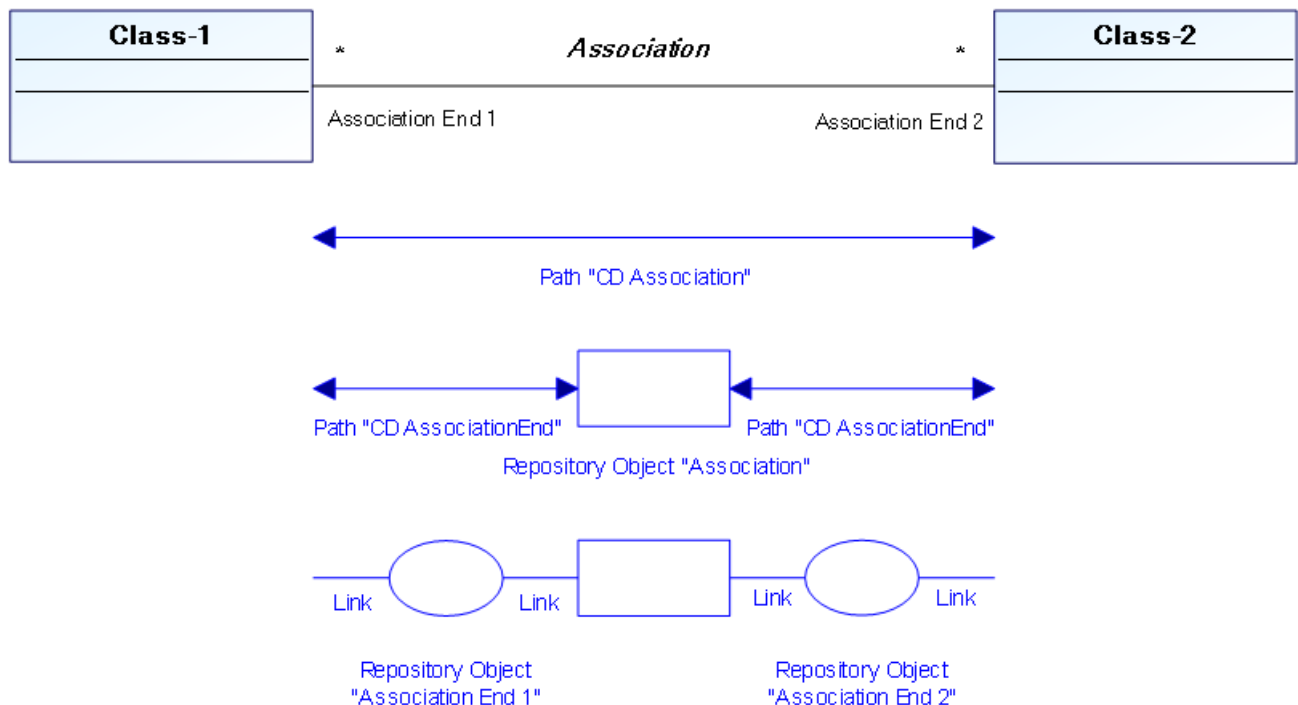 Class-1
* Association *
Class-2
Association End 1
Association End 2
Path "CD Association"
Path "CD AssociationEnd"
Path "CD AssociationEnd"
Repository Object "Association"
Link
Link
Link
Link
Repository Object
"Association End 1"
Repository Object
"Association End 2"